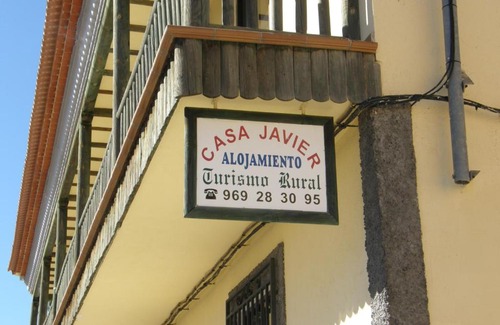 CASA JAVIER
ALOJAMIENTO
Turismo Rural
☎ 969 28 30 95